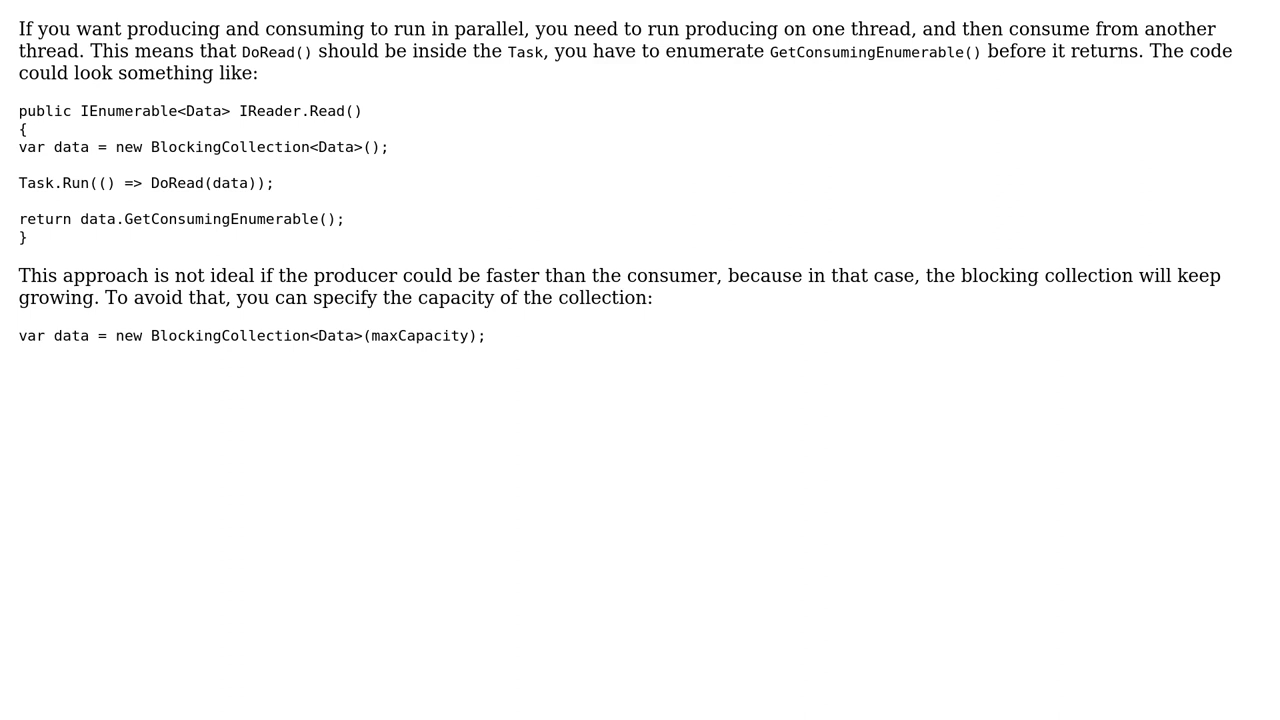 If you want producing and consuming to run in parallel, you need to run producing on one thread, and then consume from another
thread. This means that DoRead() should be inside the Task, you have to enumerate GetConsumingEnumerable() before it returns. The code
could look something like:
public IEnumerable<Data> IReader.Read()
{
var data = new BlockingCollection<Data>();
Task.Run(() => DoRead(data));
return data.GetConsumingEnumerable();
}
This approach is not ideal if the producer could be faster than the consumer, because in that case, the blocking collection will keep
growing. To avoid that, you can specify the capacity of the collection:
var data = new BlockingCollection<Data>(maxCapacity);